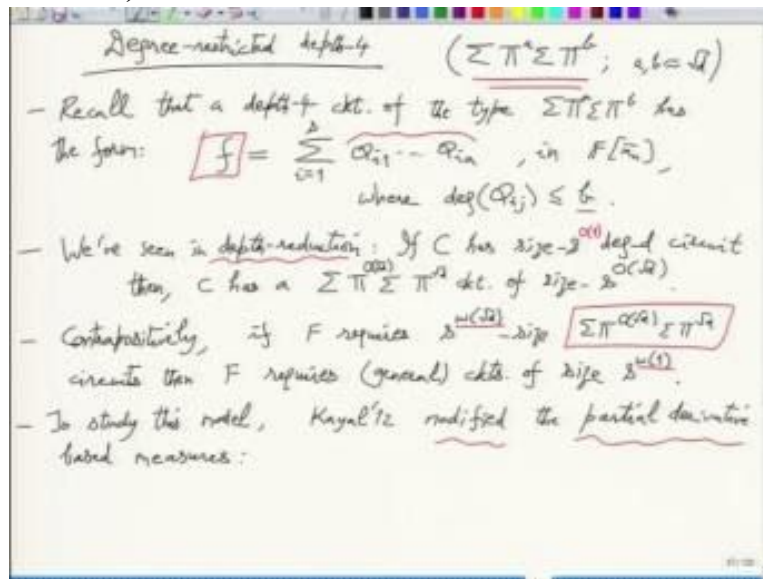 Degree-restricted depth-4 (ΣΠᵃΣΠᵇ; a,b≈√d)
- Recall that a depth-4 ckt. of the type ΣΠᵃΣΠᵇ has
the form: f = Σ_{i=1}^{s} Q_{i1} ... Q_{ia} , in F[x̄_n],
where deg(Q_{ij}) ≤ b.
- We've seen in depth-reduction: If C has size-s^{O(1)} deg-d circuit
then, C has a ΣΠ^{O(√d)}ΣΠ^{√d} ckt. of size-s^{O(√d)}.
- Contrapositively, if F requires s^{ω(√d)}-size ΣΠ^{O(√d)}ΣΠ^{√d}
circuits then F requires (general) ckts. of size s^{ω(1)}.
- To study this model, Kayal'12 modified the partial derivative
based measures: